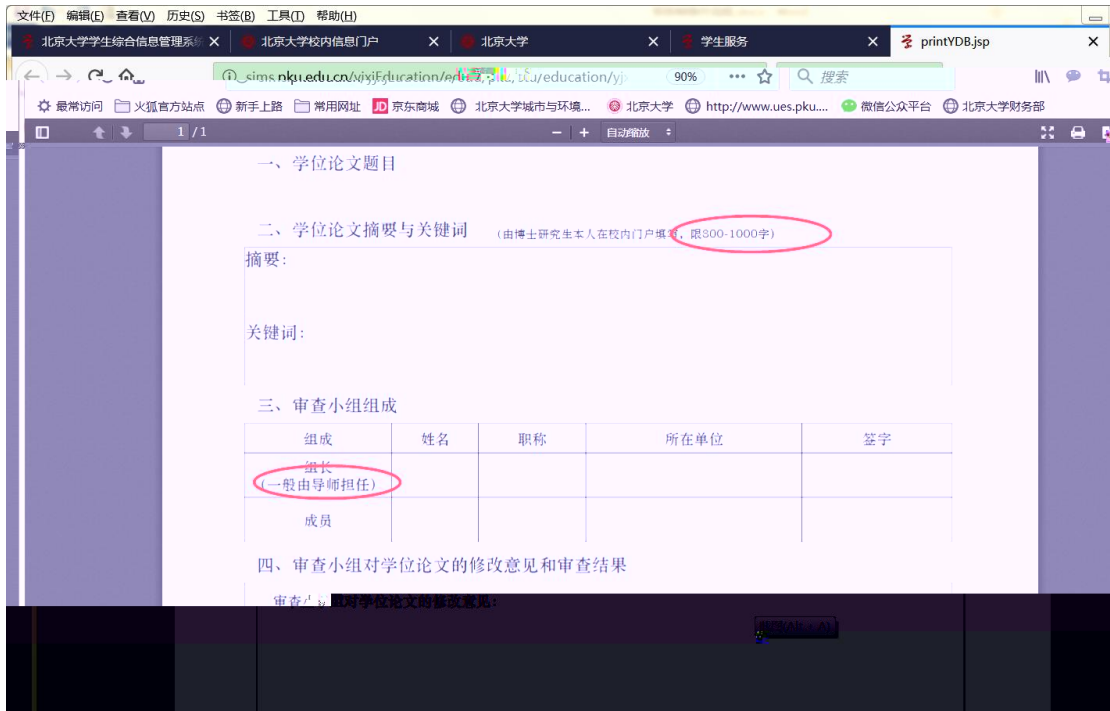 文件(F) 编辑(E) 查看(V) 历史(S) 书签(B) 工具(T) 帮助(H)
北京大学学生综合信息管理系统 北京大学校内信息门户 北京大学 学生服务 printYDB.jsp
90% 搜索
最常访问 火狐官方站点 新手上路 常用网址 JD 京东商城 北京大学城市与环境... 北京大学 http://www.ues.pku.... 微信公众平台 北京大学财务部
1 / 1 自动缩放
一、学位论文题目
二、学位论文摘要与关键词 (由博士研究生本人在校内门户填写，限800-1000字)
摘要:
关键词:
三、审查小组组成
组成 姓名 职称 所在单位 签字
组长
(一般由导师担任)
成员
四、审查小组对学位论文的修改意见和审查结果
审查小组对学位论文的修改意见: